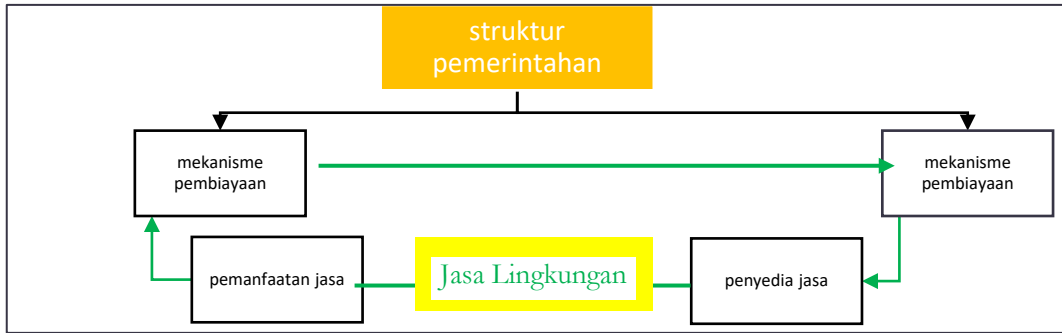 struktur
pemerintahan
mekanisme
pembiayaan
mekanisme
pembiayaan
pemanfaatan jasa
Jasa Lingkungan
penyedia jasa